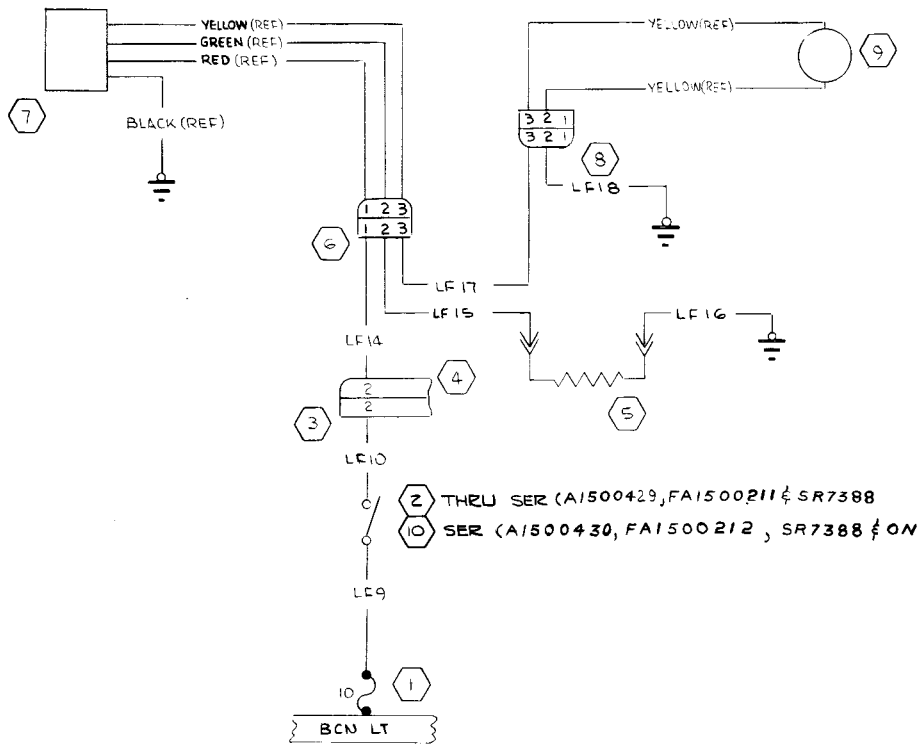 YELLOW (REF)
GREEN (REF)
RED (REF)
BLACK (REF)
7
YELLOW(REF)
YELLOW(REF)
9
3 2 1
3 2 1
8
LF18
1 2 3
1 2 3
6
LF17
LF15
LF16
LF14
5
2
2
4
3
LF10
2 THRU SER (A1500429, FA1500211 & SR7388
10 SER (A1500430, FA1500212, SR7388 & ON
LF9
10
1
BCN LT